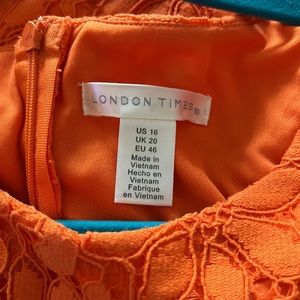 LONDON TIMES®
US 16
UK 20
EU 46
Made in
Vietnam
Hecho en
Vietnam
Fabrique
en Vietnam